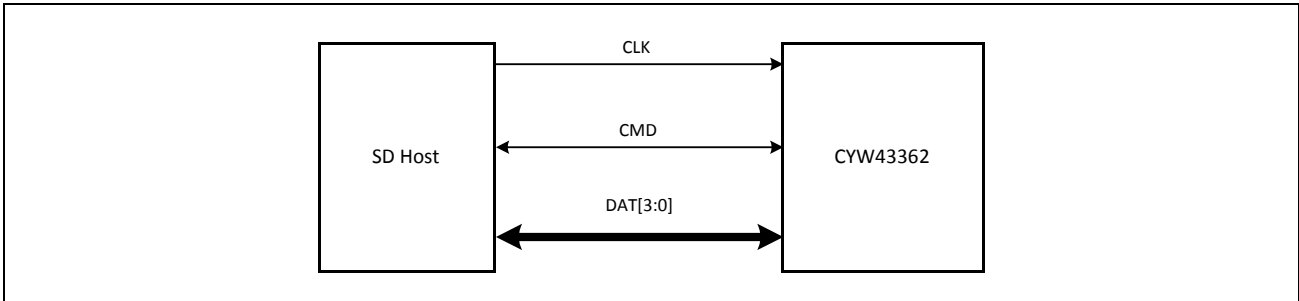 CLK
CMD
SD Host
CYW43362
DAT[3:0]